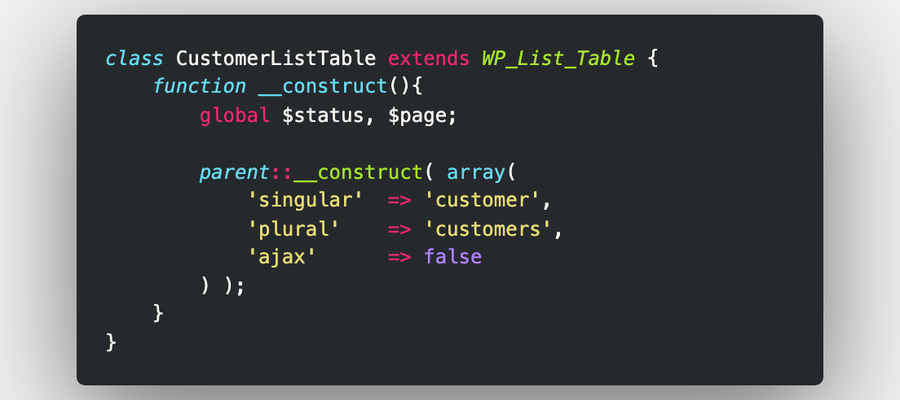 class CustomerListTable extends WP_List_Table {
    function __construct(){
        global $status, $page;

        parent::__construct( array(
            'singular'  => 'customer',
            'plural'    => 'customers',
            'ajax'      => false
        ) );
    }
}